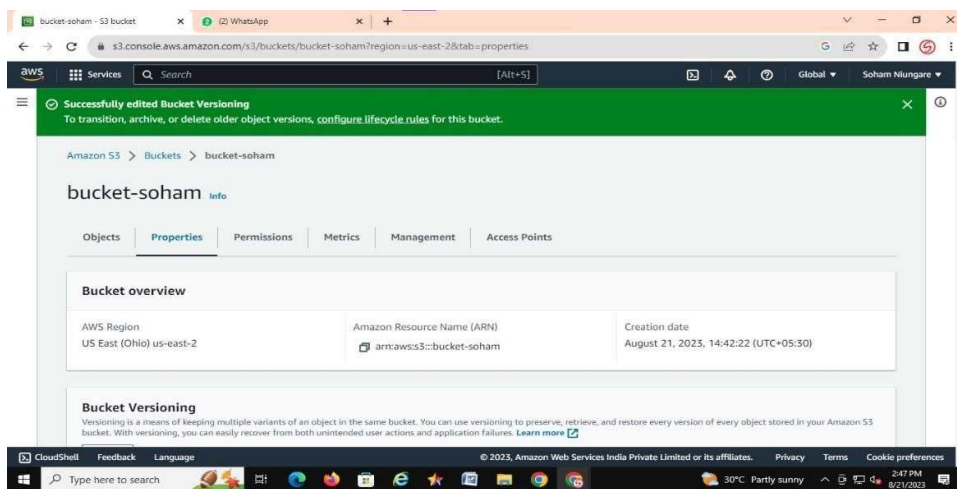 bucket-soham - S3 bucket
(2) WhatsApp
s3.console.aws.amazon.com/s3/buckets/bucket-soham?region=us-east-2&tab=properties
aws
Services
Search
[Alt+S]
Global
Soham Niungare
Successfully edited Bucket Versioning
To transition, archive, or delete older object versions, configure lifecycle rules for this bucket.
Amazon S3 > Buckets > bucket-soham
bucket-soham Info
Objects Properties Permissions Metrics Management Access Points
Bucket overview
AWS Region
US East (Ohio) us-east-2
Amazon Resource Name (ARN)
arn:aws:s3:::bucket-soham
Creation date
August 21, 2023, 14:42:22 (UTC+05:30)
Bucket Versioning
Versioning is a means of keeping multiple variants of an object in the same bucket. You can use versioning to preserve, retrieve, and restore every version of every object stored in your Amazon S3
bucket. With versioning, you can easily recover from both unintended user actions and application failures. Learn more
CloudShell Feedback Language
© 2023, Amazon Web Services India Private Limited or its affiliates. Privacy Terms Cookie preferences
Type here to search
30°C Partly sunny
2:47 PM
8/21/2023